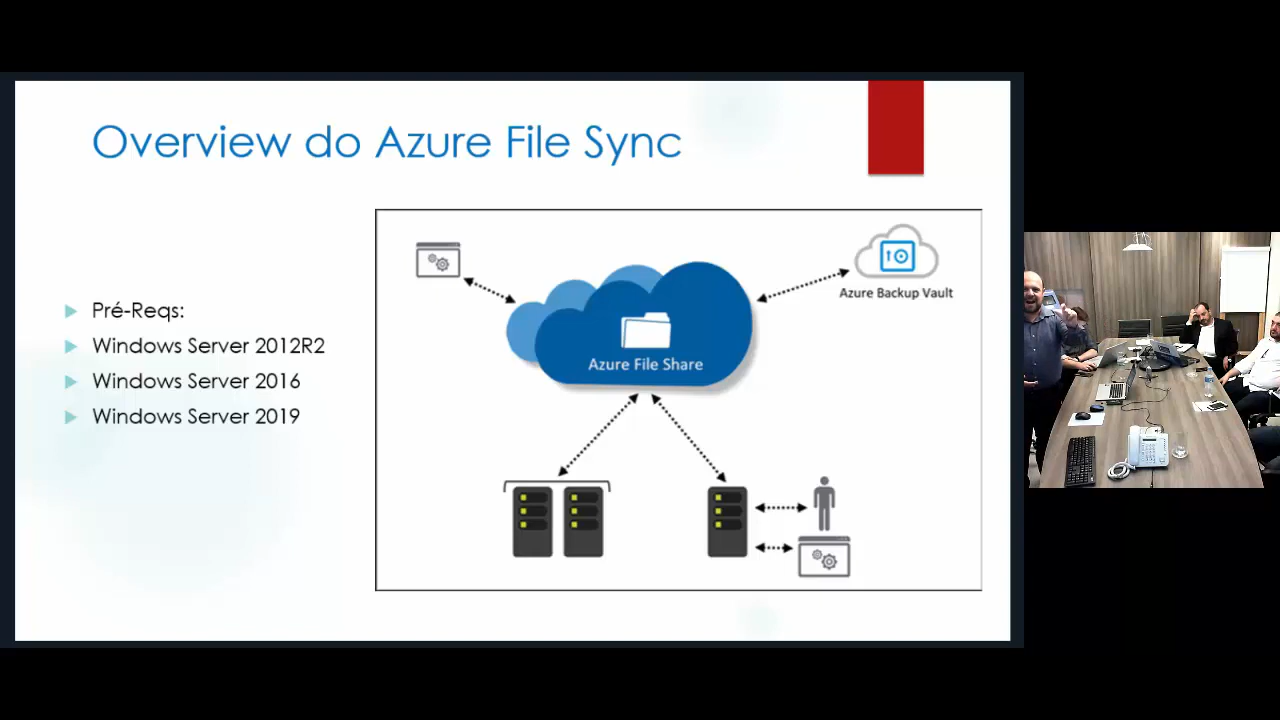 Overview do Azure File Sync
Pré-Reqs:
Windows Server 2012R2
Windows Server 2016
Windows Server 2019
Azure File Share
Azure Backup Vault